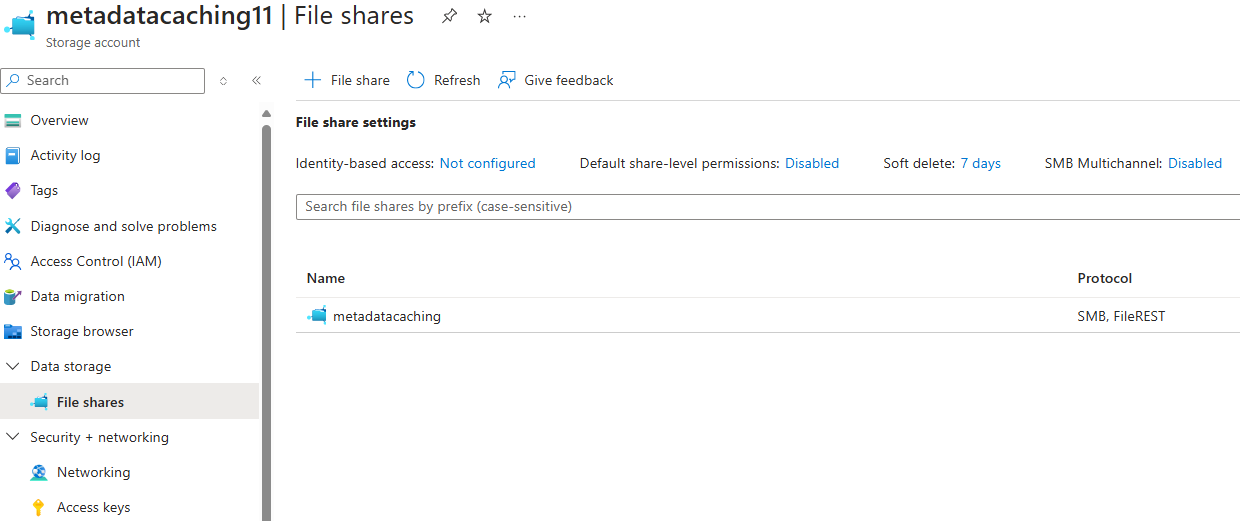 metadatacaching11 | File shares
Storage account
Search
File share
Refresh
Give feedback
Overview
Activity log
Tags
Diagnose and solve problems
Access Control (IAM)
Data migration
Storage browser
Data storage
File shares
Security + networking
Networking
Access keys
File share settings
Identity-based access: Not configured
Default share-level permissions: Disabled
Soft delete: 7 days
SMB Multichannel: Disabled
Search file shares by prefix (case-sensitive)
Name
Protocol
metadatacaching
SMB, FileREST